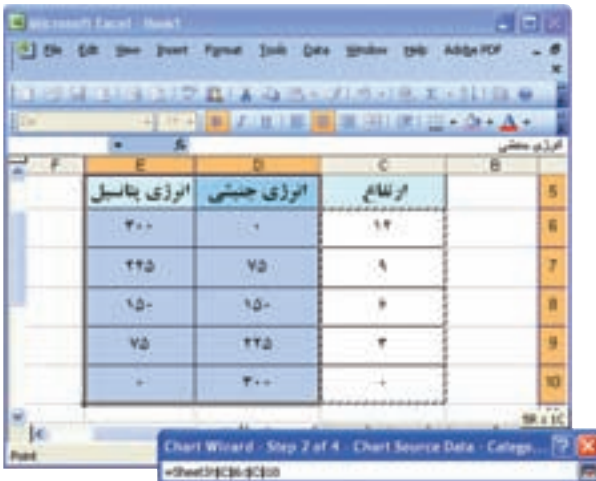 Microsoft Excel - Book1
File Edit View Insert Format Tools Data Window Help Adobe PDF
انرژی جنبشی
F E D C B
ارتفاع انرژی جنبشی انرژی پتانسیل 5
۱۲ ۰ ۳۰۰ 6
۹ ۷۵ ۲۲۵ 7
۶ ۱۵۰ ۱۵۰ 8
۳ ۲۲۵ ۷۵ 9
۰ ۳۰۰ ۰ 10
5R x 1C
Point
Chart Wizard - Step 2 of 4 - Chart Source Data - Catego...
=Sheet3!$C$6:$C$10